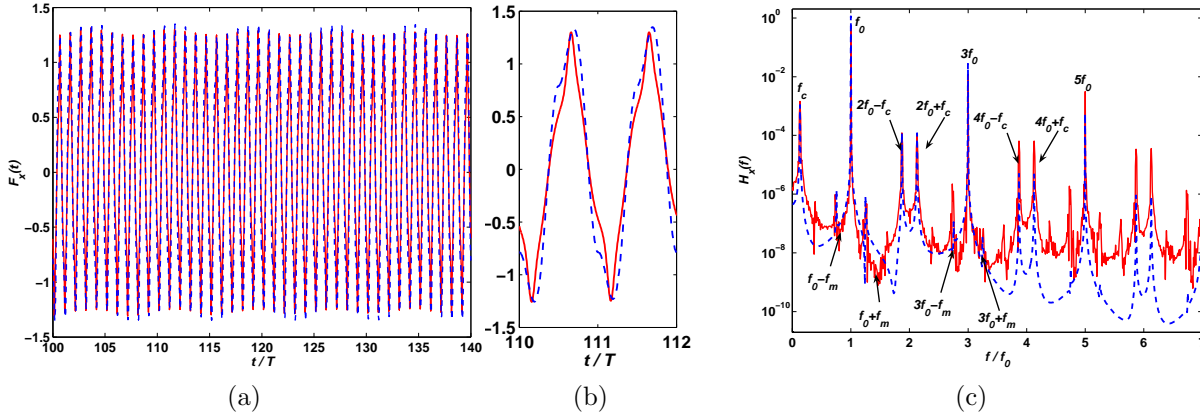 1.5
1
0.5
0
−0.5
−1
−1.5
F_x(t)
100 105 110 115 120 125 130 135 140
t / T
(a)
1.5
1
0.5
0
−0.5
−1
−1.5
110 111 112
t / T
(b)
10^0
10^−2
10^−4
10^−6
10^−8
10^−10
H_x(f)
f_0
3f_0
5f_0
f_c
2f_0−f_c
2f_0+f_c
4f_0−f_c
4f_0+f_c
f_0−f_m
f_0+f_m
3f_0−f_m
3f_0+f_m
0 1 2 3 4 5 6 7
f / f_0
(c)